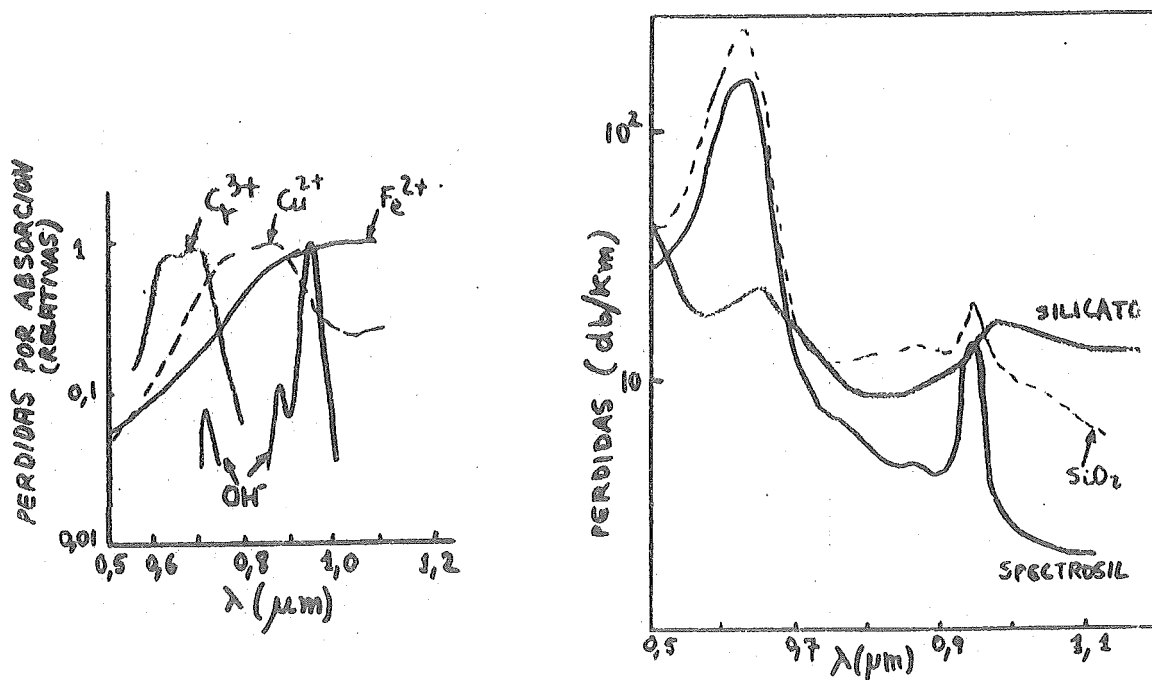 PERDIDAS POR ABSORCION
(RELATIVAS)
1
0,1
0,01
Cr³⁺
Cu²⁺
Fe²⁺
OH⁻
0,5 0,6 0,8 1,0 1,2
λ (μm)
PERDIDAS (db/Km)
10²
10
SILICATO
SiO₂
SPECTROSIL
0,5 0,7 0,9 1,1
λ(μm)